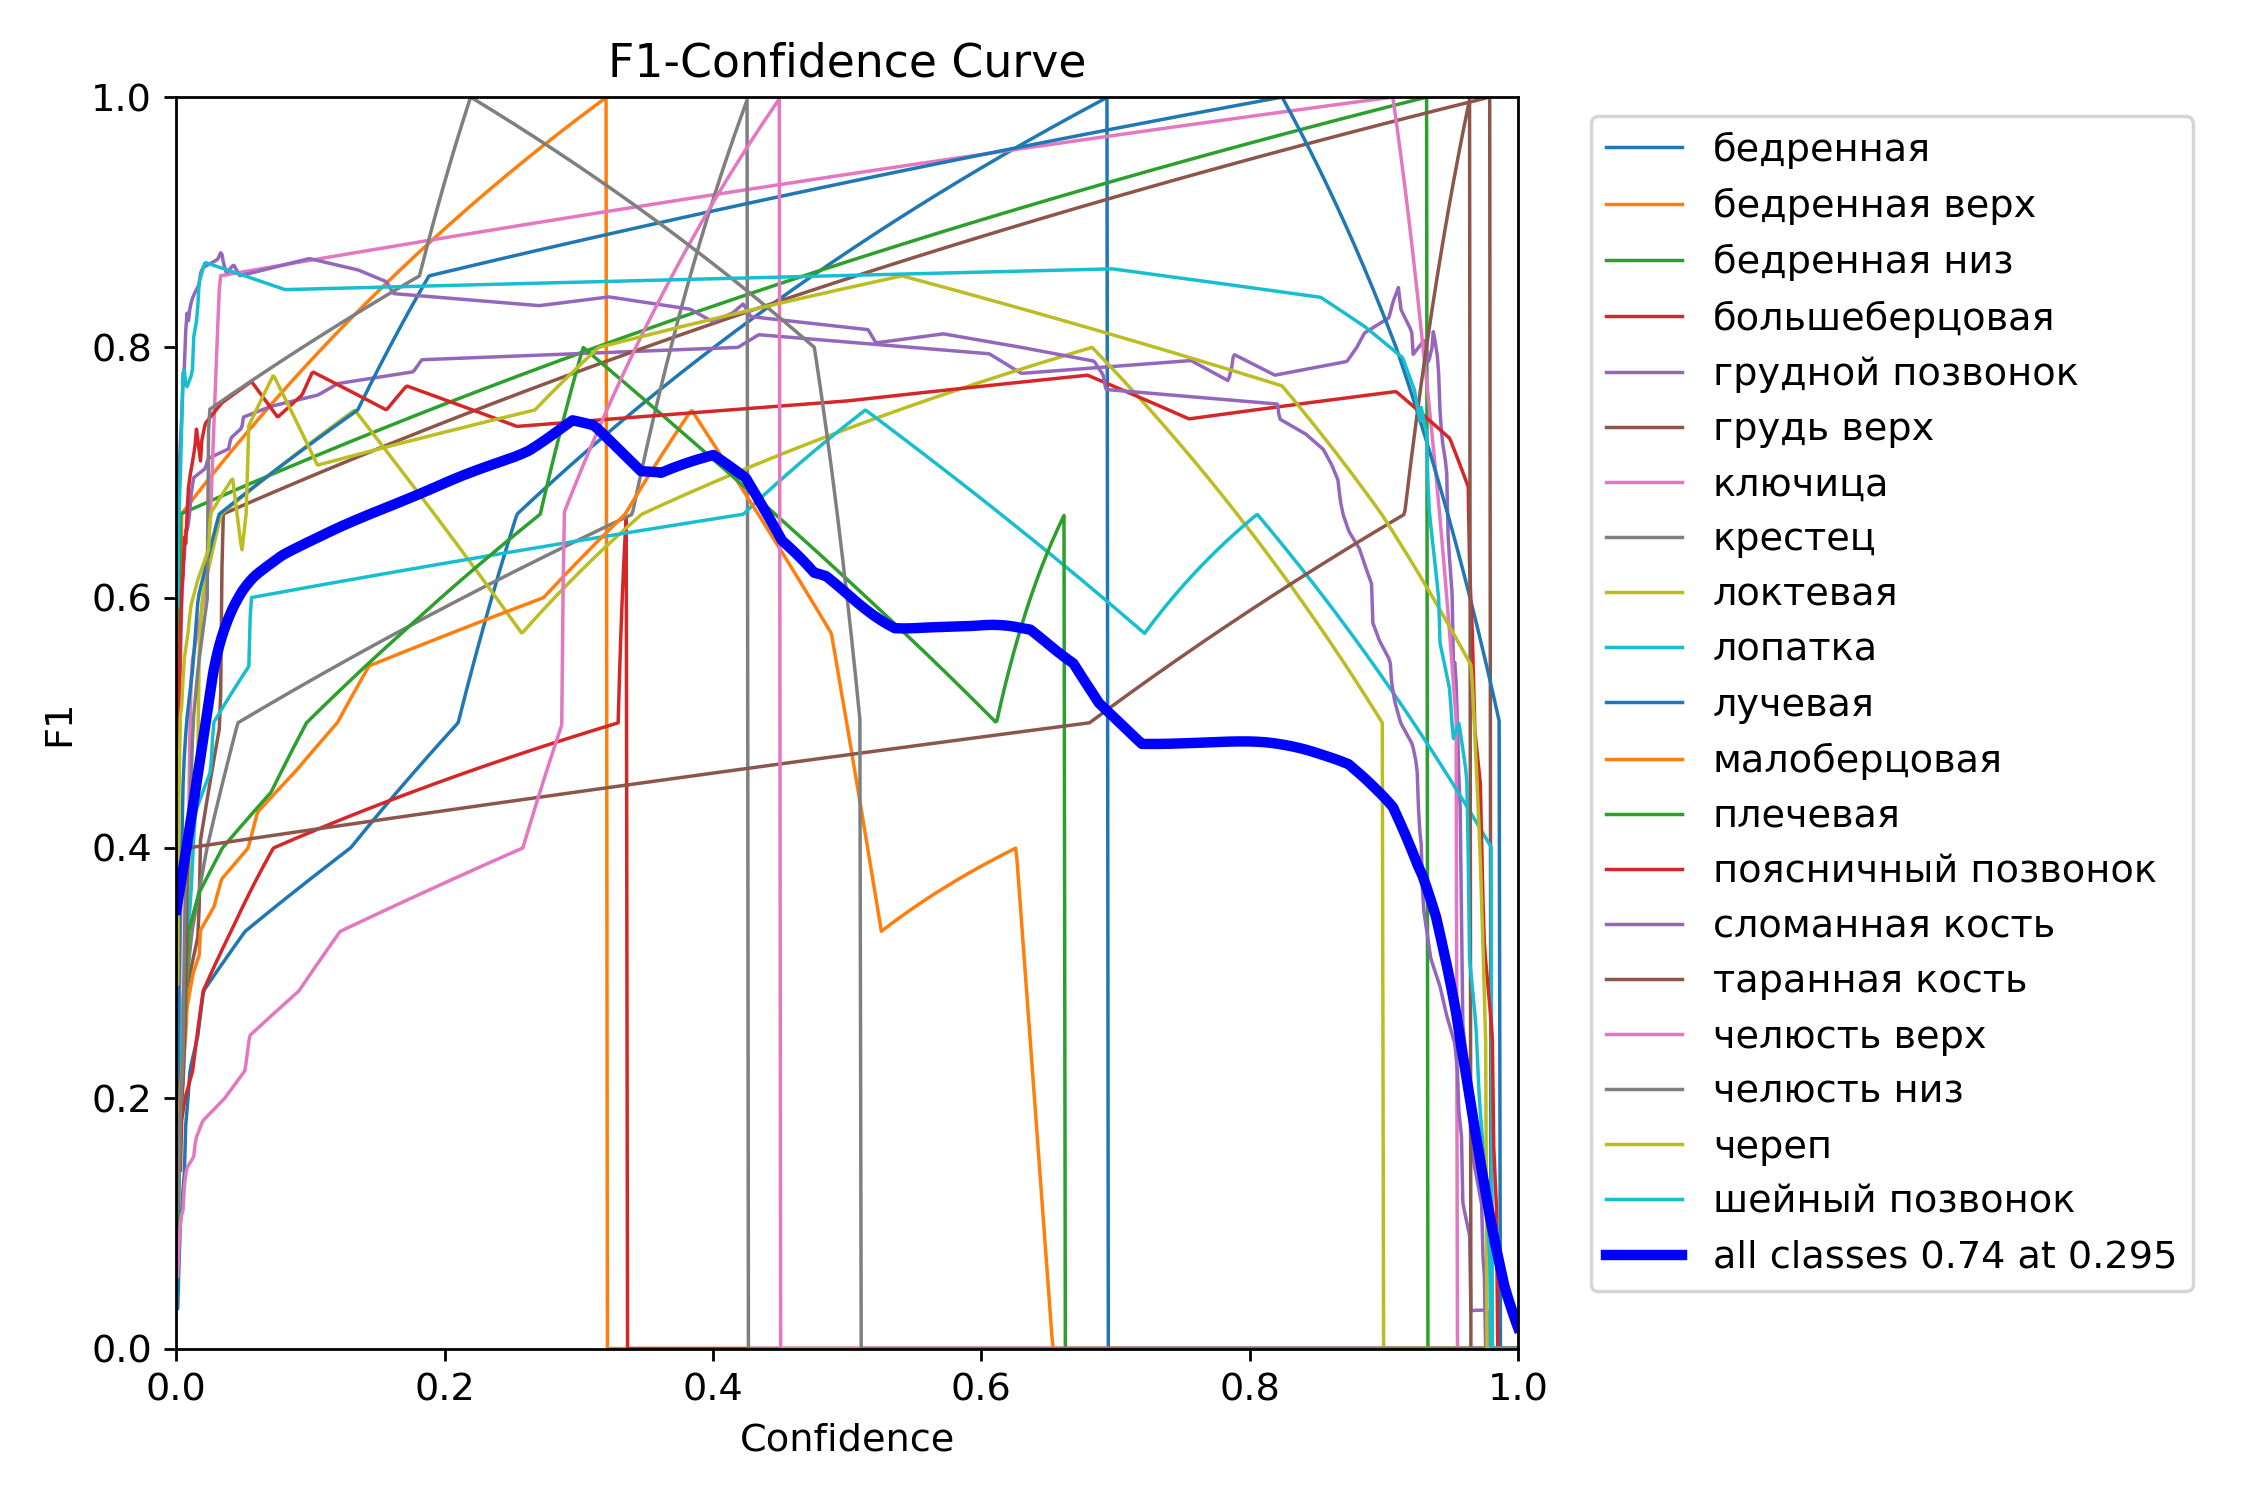 F1-Confidence Curve
F1
1.0
0.8
0.6
0.4
0.2
0.0
0.0 0.2 0.4 0.6 0.8 1.0
Confidence
бедренная
бедренная верх
бедренная низ
большеберцовая
грудной позвонок
грудь верх
ключица
крестец
локтевая
лопатка
лучевая
малоберцовая
плечевая
поясничный позвонок
сломанная кость
таранная кость
челюсть верх
челюсть низ
череп
шейный позвонок
all classes 0.74 at 0.295